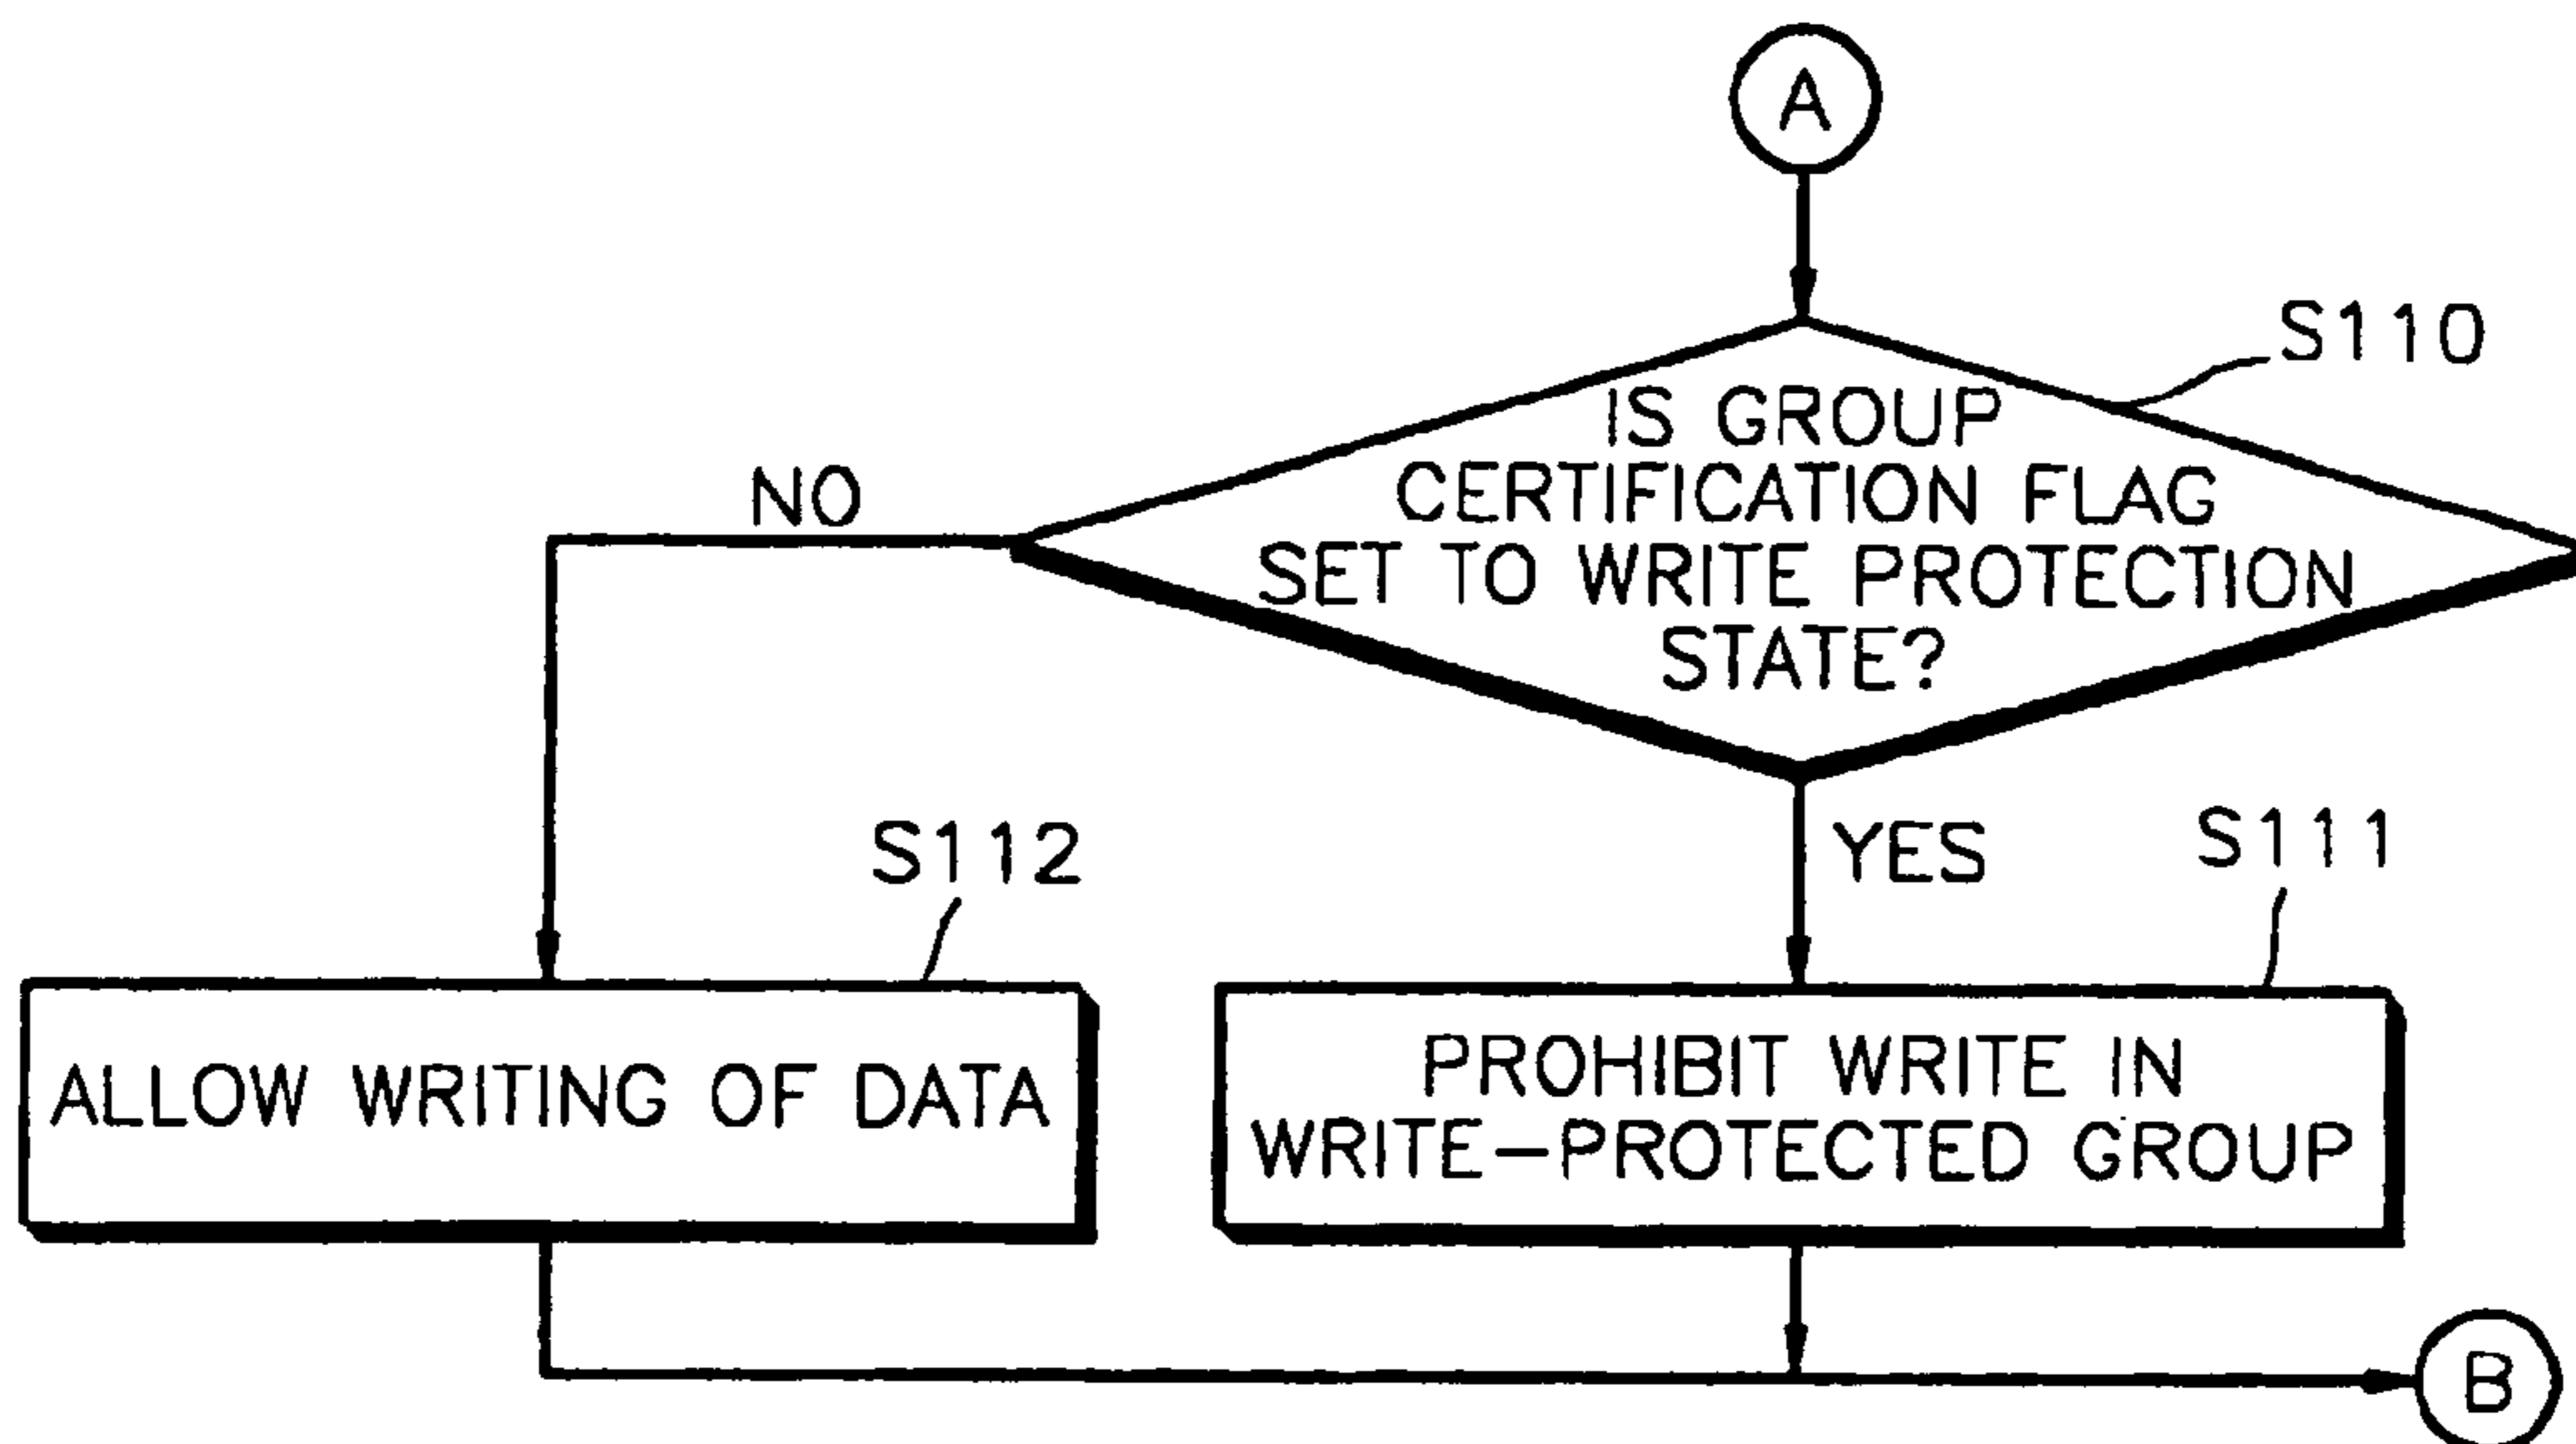 A
S110
IS GROUP
CERTIFICATION FLAG
SET TO WRITE PROTECTION
STATE?
NO
YES
S112
S111
ALLOW WRITING OF DATA
PROHIBIT WRITE IN
WRITE-PROTECTED GROUP
B